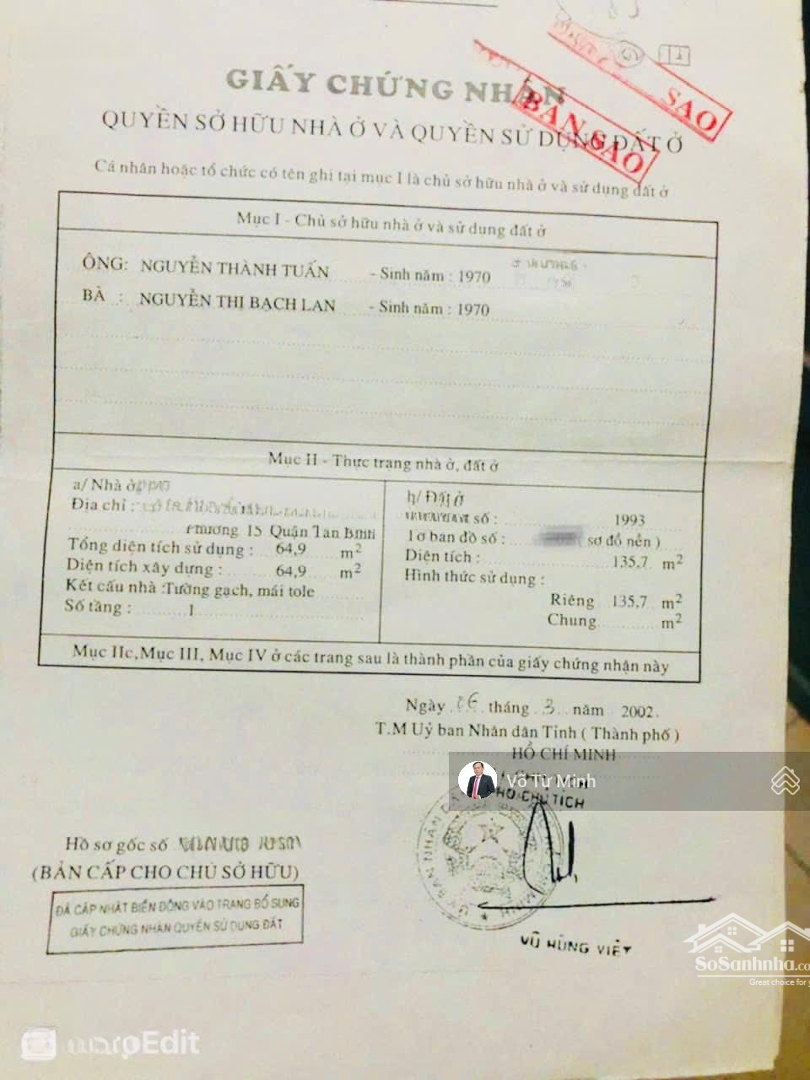 BẢN SAO
SAO
GIẤY CHỨNG NHẬN
QUYỀN SỞ HỮU NHÀ Ở VÀ QUYỀN SỬ DỤNG ĐẤT Ở
Cá nhân hoặc tổ chức có tên ghi tại mục I là chủ sở hữu nhà ở và sử dụng đất ở
Mục I - Chủ sở hữu nhà ở và sử dụng đất ở
ÔNG: NGUYỄN THÀNH TUẤN - Sinh năm : 1970
BÀ : NGUYỄN THỊ BẠCH LAN - Sinh năm : 1970
Mục II - Thực trạng nhà ở, đất ở
a/ Nhà ở
Địa chỉ :
Phường 15 Quận Tân Bình
Tổng diện tích sử dụng : 64,9 m2
Diện tích xây dựng : 64,9 m2
Kết cấu nhà :Tường gạch, mái tole
Số tầng : 1
b/ Đất ở
số : 1993
Tờ bản đồ số : ( sơ đồ nền )
Diện tích : 135,7 m2
Hình thức sử dụng :
Riêng 135,7 m2
Chung m2
Mục IIc,Mục III, Mục IV ở các trang sau là thành phần của giấy chứng nhận này
Ngày tháng 3 năm 2002.
T.M Uỷ ban Nhân dân Tỉnh ( Thành phố )
HỒ CHÍ MINH
Võ Từ Minh
CHỦ TỊCH
Hồ sơ gốc số
(BẢN CẤP CHO CHỦ SỞ HỮU)
ĐÃ CẬP NHẬT BIẾN ĐỘNG VÀO TRANG BỔ SUNG
GIẤY CHỨNG NHẬN QUYỀN SỬ DỤNG ĐẤT
VŨ HÙNG VIỆT
SoSanhnha.co
Great choice for y
Edit